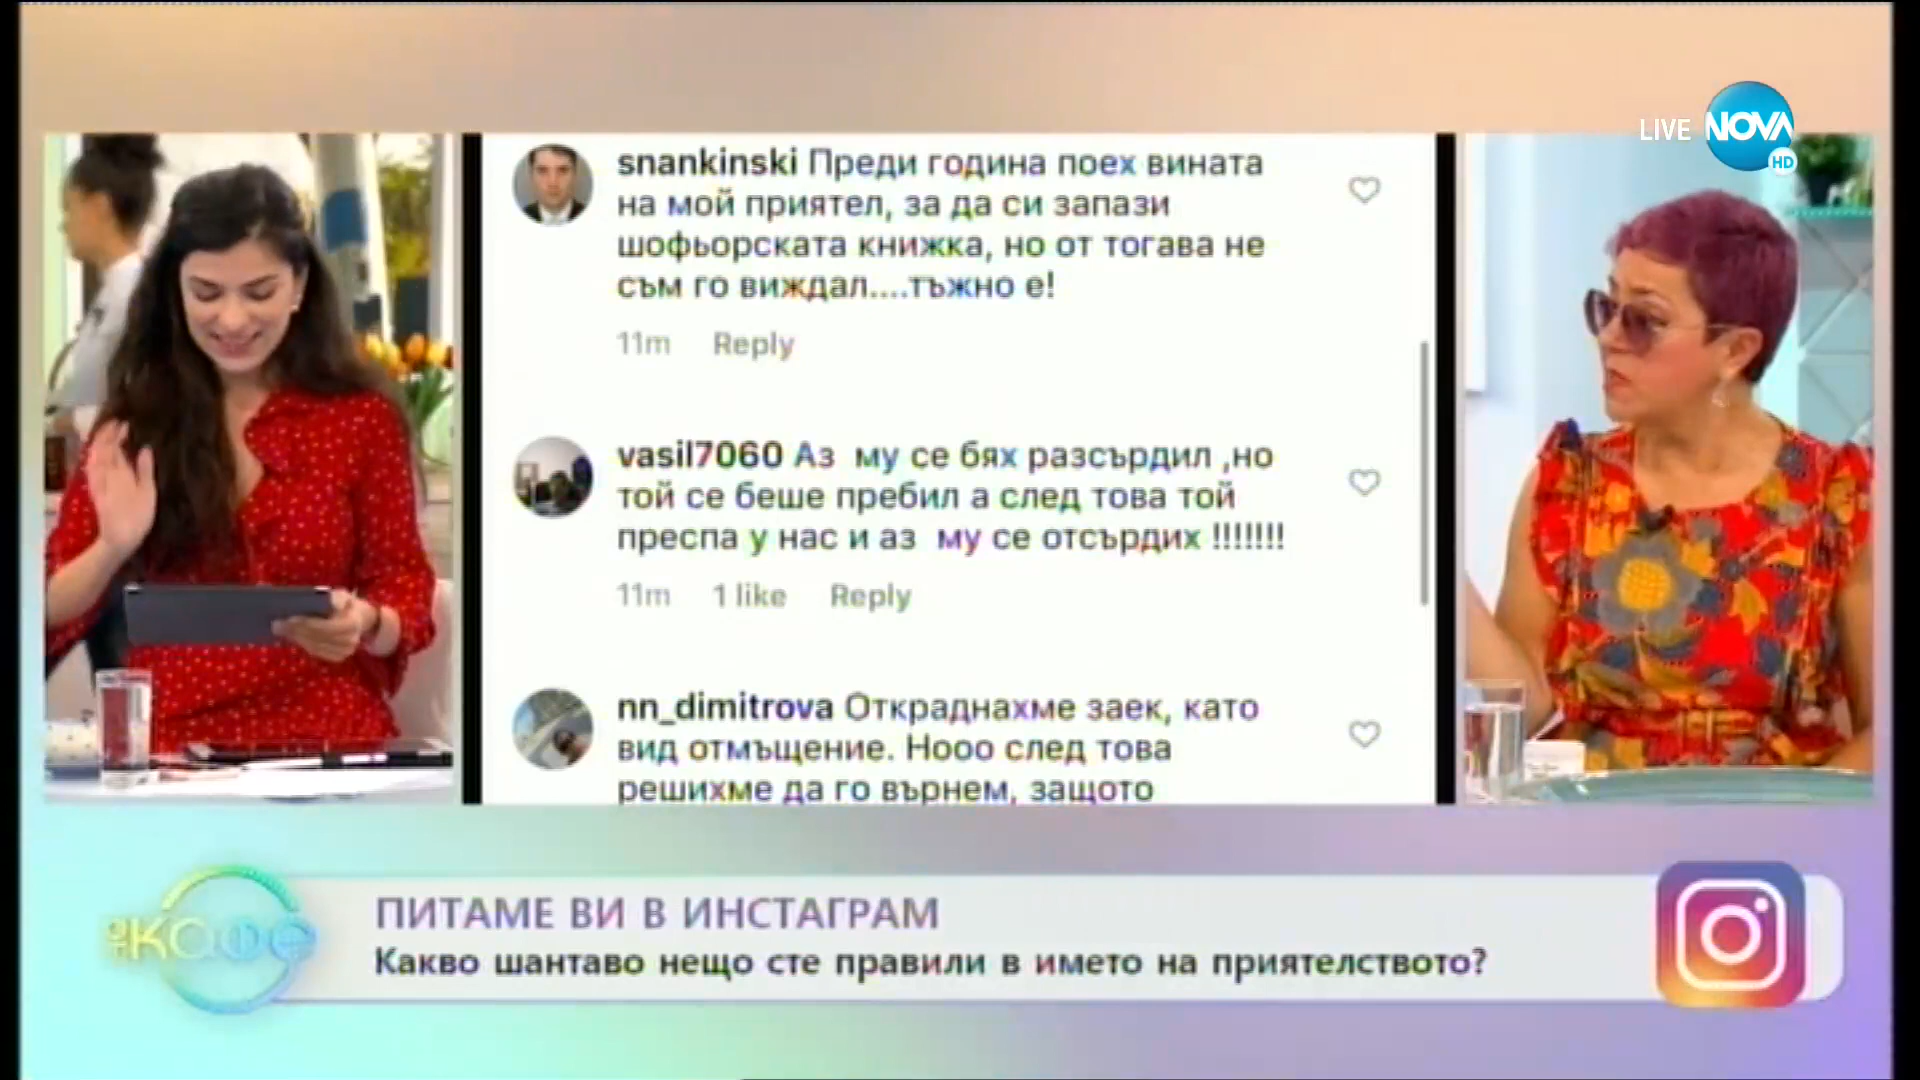 LIVE NOVA
HD
snankinski Преди година поех вината
на мой приятел, за да си запази
шофьорската книжка, но от тогава не
съм го виждал....тъжно е!
11m Reply
vasil7060 Аз му се бях разсърдил ,но
той се беше пребил а след това той
преспа у нас и аз му се отсърдих !!!!!!!
11m 1 like Reply
nn_dimitrova Откраднахме заек, като
вид отмъщение. Нооо след това
решихме да го върнем, защото
НА КАФЕ
ПИТАМЕ ВИ В ИНСТАГРАМ
Какво шантаво нещо сте правили в името на приятелството?